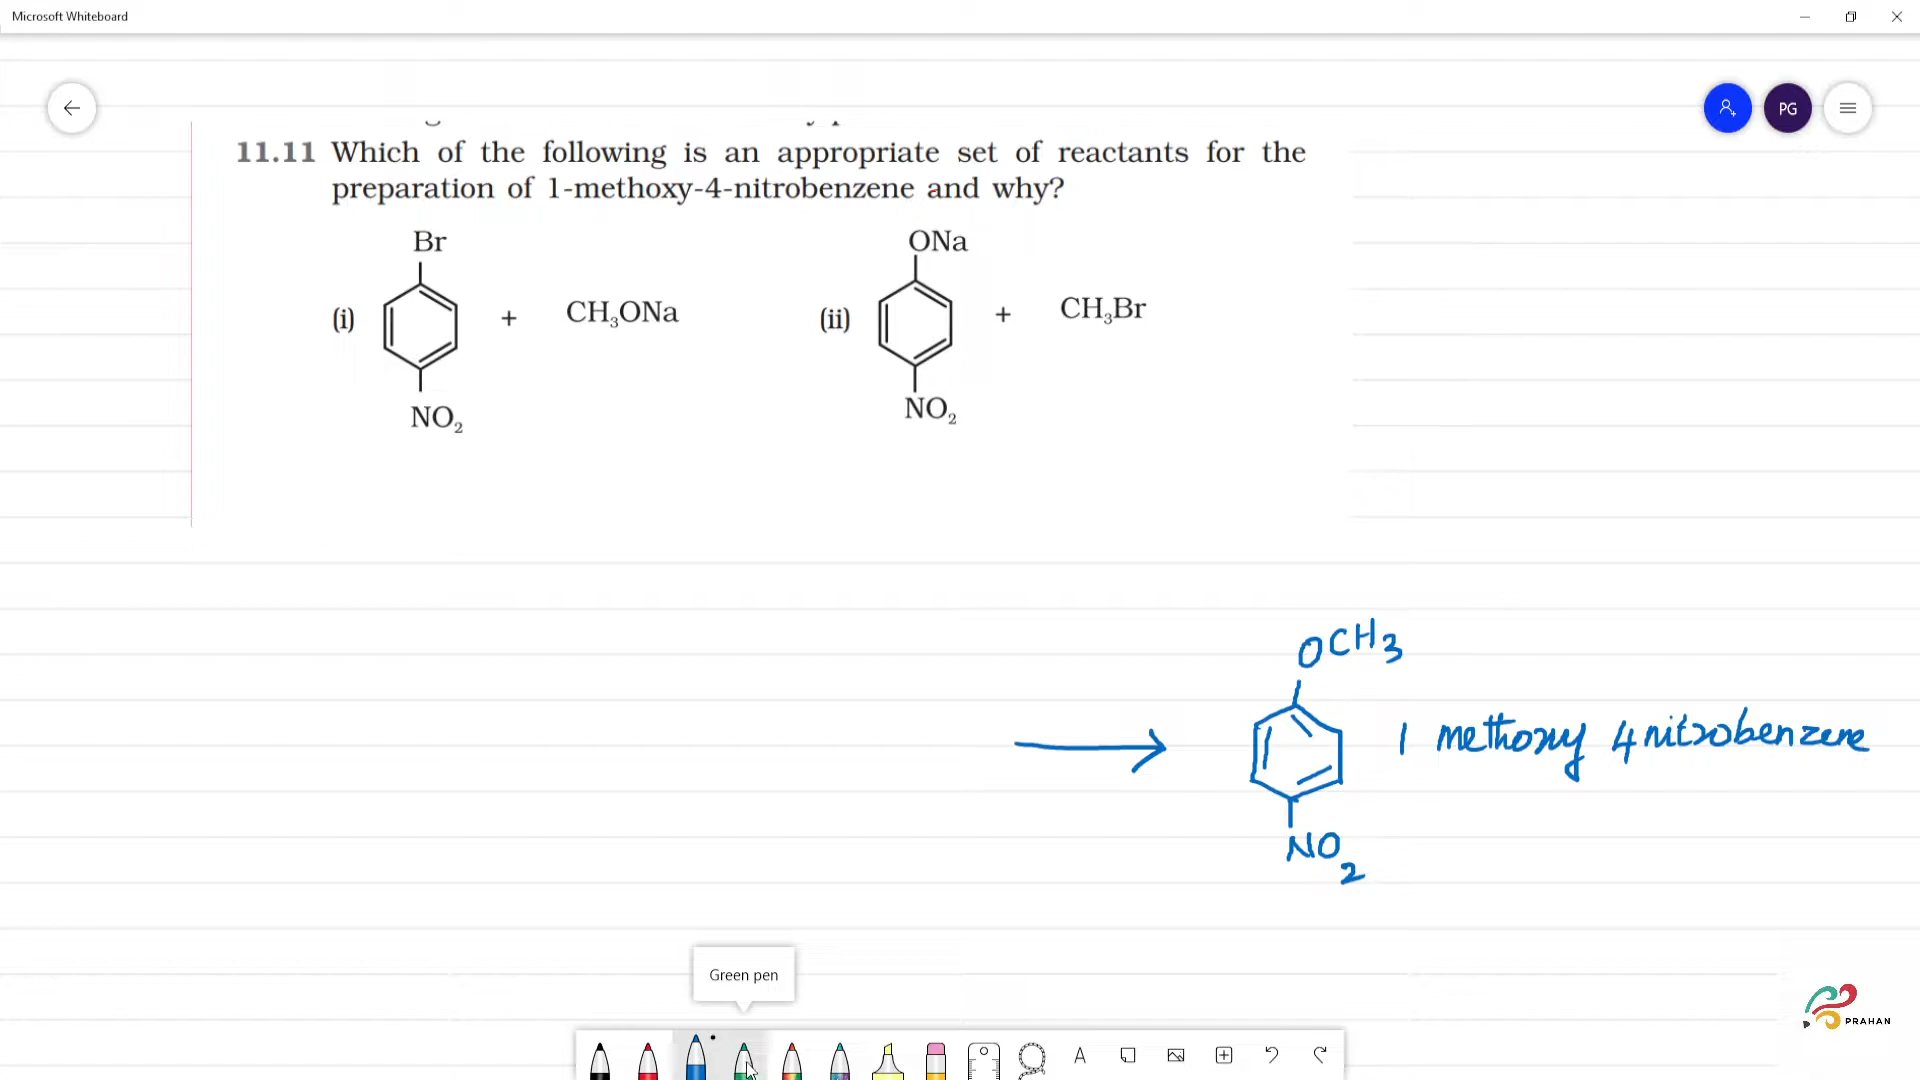 Microsoft Whiteboard
PG
11.11 Which of the following is an appropriate set of reactants for the
preparation of 1-methoxy-4-nitrobenzene and why?
Br
ONa
(i)
+
CH₃ONa
(ii)
+
CH₃Br
NO₂
NO₂
OCH₃
1 methoxy 4 nitrobenzene
NO₂
Green pen
PRAHAN
A